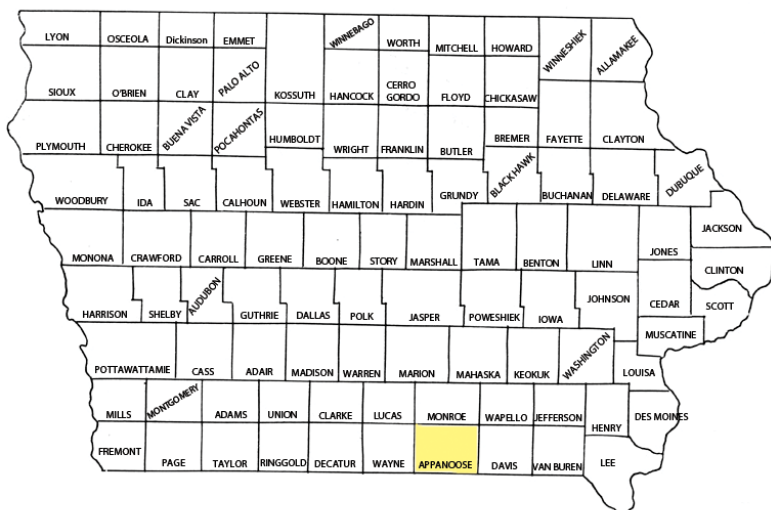 LYON OSCEOLA Dickinson EMMET WINNEBAGO WORTH MITCHELL HOWARD WINNESHIEK ALLAMAKEE
SIOUX O'BRIEN CLAY PALO ALTO KOSSUTH HANCOCK CERRO GORDO FLOYD CHICKASAW
PLYMOUTH CHEROKEE BUENA VISTA POCAHONTAS HUMBOLDT WRIGHT FRANKLIN BUTLER BREMER FAYETTE CLAYTON
WOODBURY IDA SAC CALHOUN WEBSTER HAMILTON HARDIN GRUNDY BLACK HAWK BUCHANAN DELAWARE DUBUQUE
MONONA CRAWFORD CARROLL GREENE BOONE STORY MARSHALL TAMA BENTON LINN JONES JACKSON
CLINTON
HARRISON SHELBY AUDUBON GUTHRIE DALLAS POLK JASPER POWESHIEK IOWA JOHNSON CEDAR SCOTT
MUSCATINE
POTTAWATTAMIE CASS ADAIR MADISON WARREN MARION MAHASKA KEOKUK WASHINGTON LOUISA
MILLS MONTGOMERY ADAMS UNION CLARKE LUCAS MONROE WAPELLO JEFFERSON HENRY DES MOINES
FREMONT PAGE TAYLOR RINGGOLD DECATUR WAYNE APPANOOSE DAVIS VAN BUREN LEE